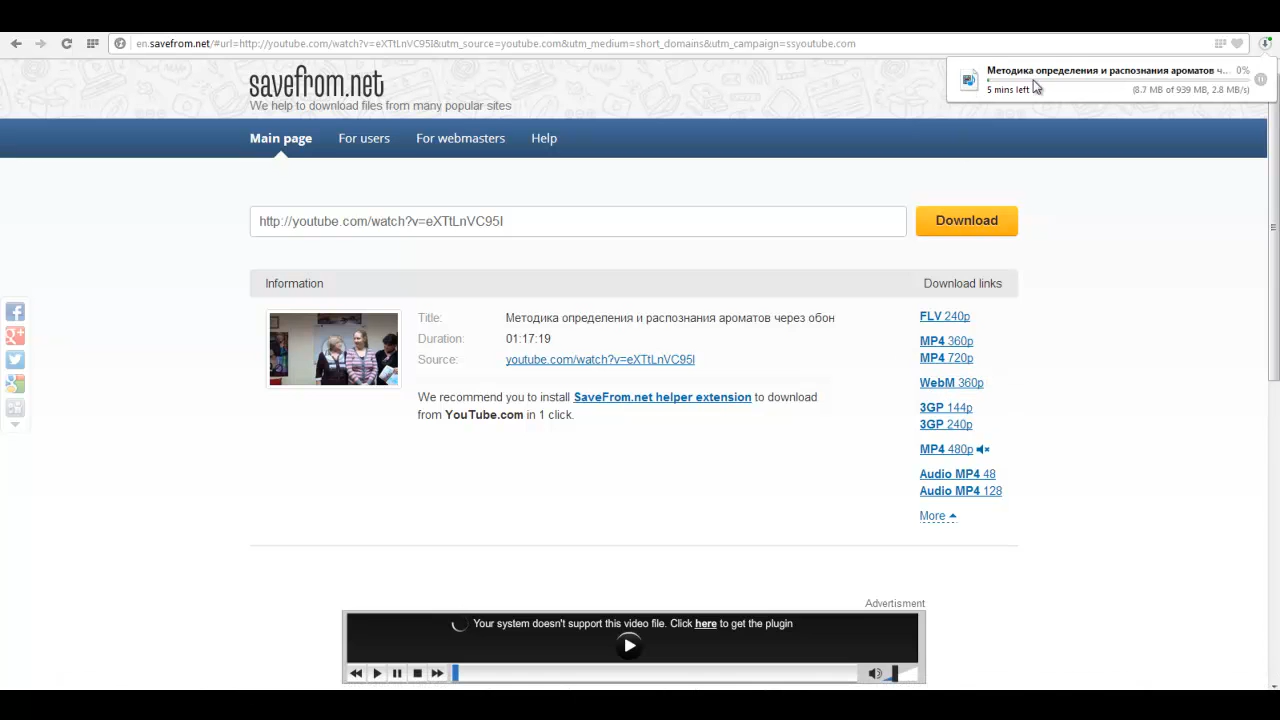 en.savefrom.net/#url=http://youtube.com/watch?v=eXTtLnVC95I&utm_source=youtube.com&utm_medium=short_domains&utm_campaign=ssyoutube.com
Методика определения и распознания ароматов ч... 0%
5 mins left (8.7 MB of 939 MB, 2.8 MB/s)
savefrom.net
We help to download files from many popular sites
Main page For users For webmasters Help
http://youtube.com/watch?v=eXTtLnVC95I Download
Information Download links
Title: Методика определения и распознания ароматов через обон
Duration: 01:17:19
Source: youtube.com/watch?v=eXTtLnVC95I
We recommend you to install SaveFrom.net helper extension to download
from YouTube.com in 1 click.
FLV 240p
MP4 360p
MP4 720p
WebM 360p
3GP 144p
3GP 240p
MP4 480p
Audio MP4 48
Audio MP4 128
More
Advertisment
Your system doesn't support this video file. Click here to get the plugin